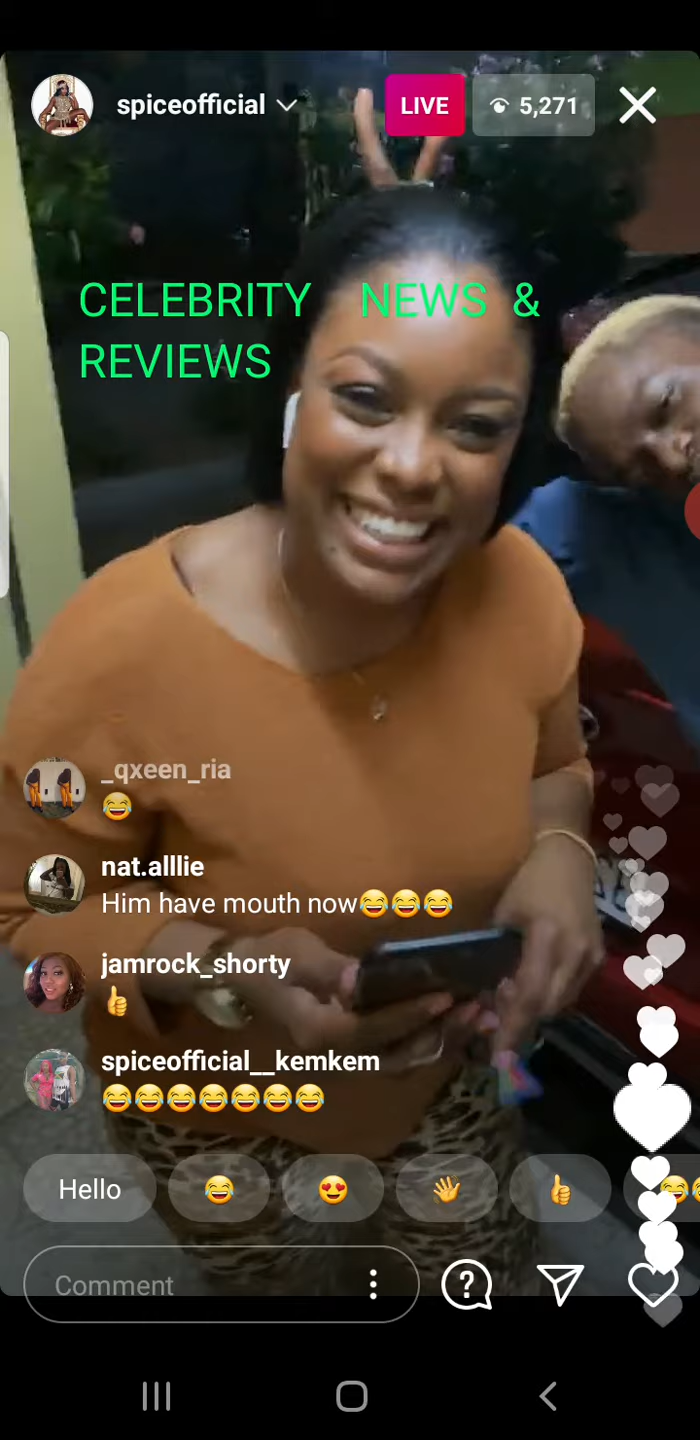 spiceofficial
LIVE
5,271
CELEBRITY NEWS &
REVIEWS
_qxeen_ria
😂
nat.alllie
Him have mouth now😂😂😂
jamrock_shorty
👍
spiceofficial__kemkem
😂😂😂😂😂😂😂
Hello 😂 😍 👋 👍 😂
Comment